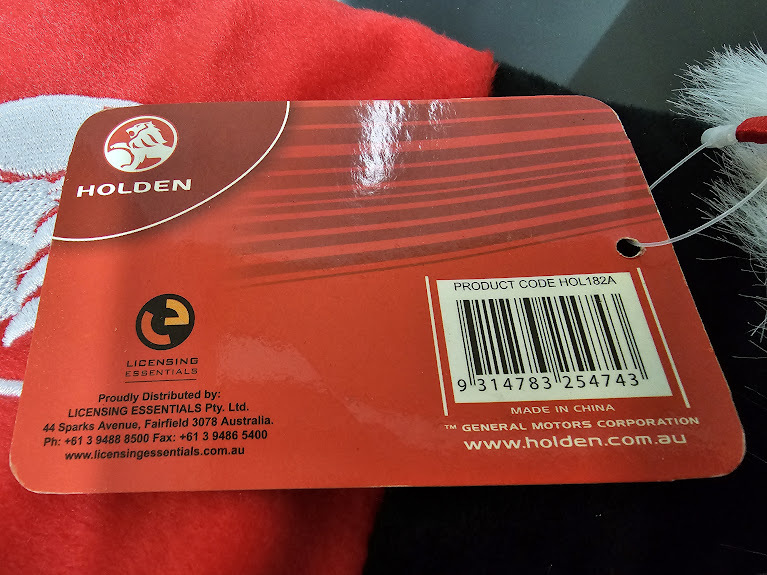 HOLDEN
LICENSING
ESSENTIALS
Proudly Distributed by:
LICENSING ESSENTIALS Pty. Ltd.
44 Sparks Avenue, Fairfield 3078 Australia.
Ph: +61 3 9488 8500 Fax: +61 3 9486 5400
www.licensingessentials.com.au
PRODUCT CODE HOL182A
9 314783 254743
MADE IN CHINA
™ GENERAL MOTORS CORPORATION
www.holden.com.au